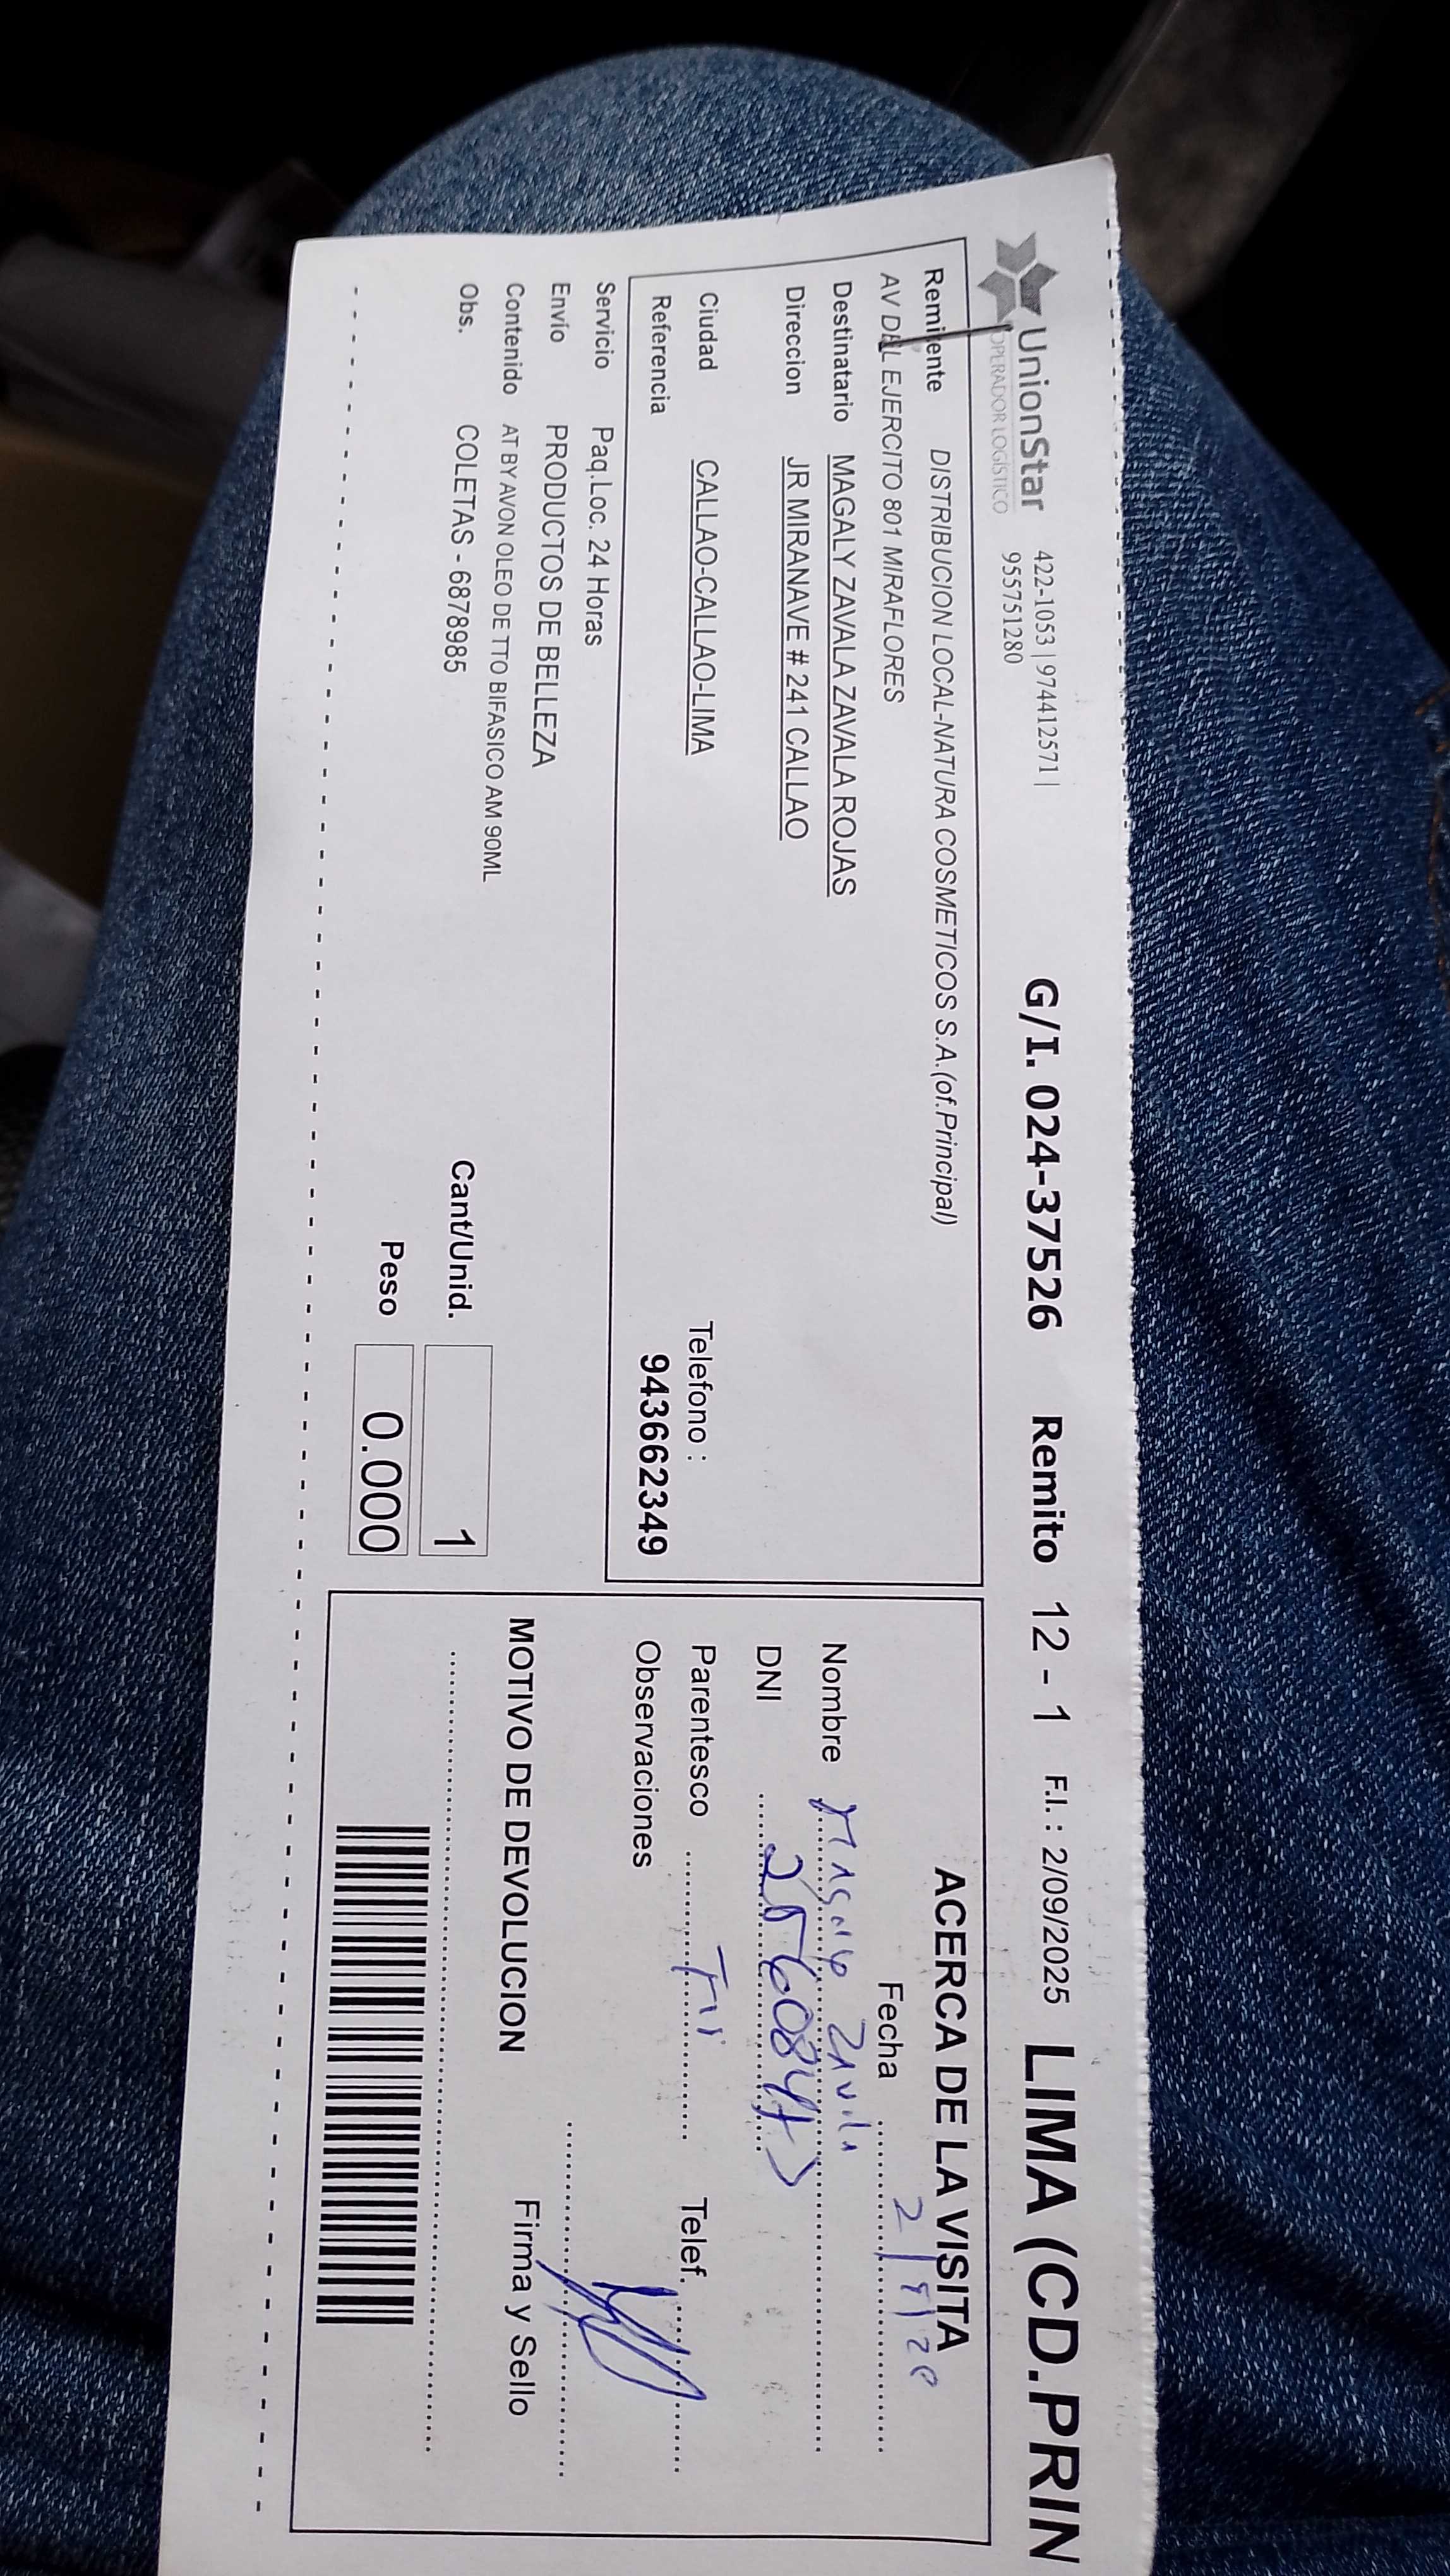 UnionStar
OPERADOR LOGÍSTICO
422-1053 | 974412571 |
955751280
G/I. 024-37526 Remito 12 - 1 F.I. : 2/09/2025 LIMA (CD.PRIN
Remitente DISTRIBUCION LOCAL-NATURA COSMETICOS S.A.(of.Principal)
AV DEL EJERCITO 801 MIRAFLORES
Destinatario MAGALY ZAVALA ZAVALA ROJAS
Direccion JR MIRANAVE # 241 CALLAO
Ciudad CALLAO-CALLAO-LIMA
Telefono :
Referencia
943662349
Servicio Paq.Loc. 24 Horas
Envío PRODUCTOS DE BELLEZA
Contenido AT BY AVON OLEO DE TTO BIFASICO AM 90ML
Obs. COLETAS - 6878985
Cant/Unid. 1
Peso 0.000
ACERCA DE LA VISITA
Fecha
Nombre Magaly Zavala
DNI
Parentesco Telef.
Observaciones
MOTIVO DE DEVOLUCION
Firma y Sello